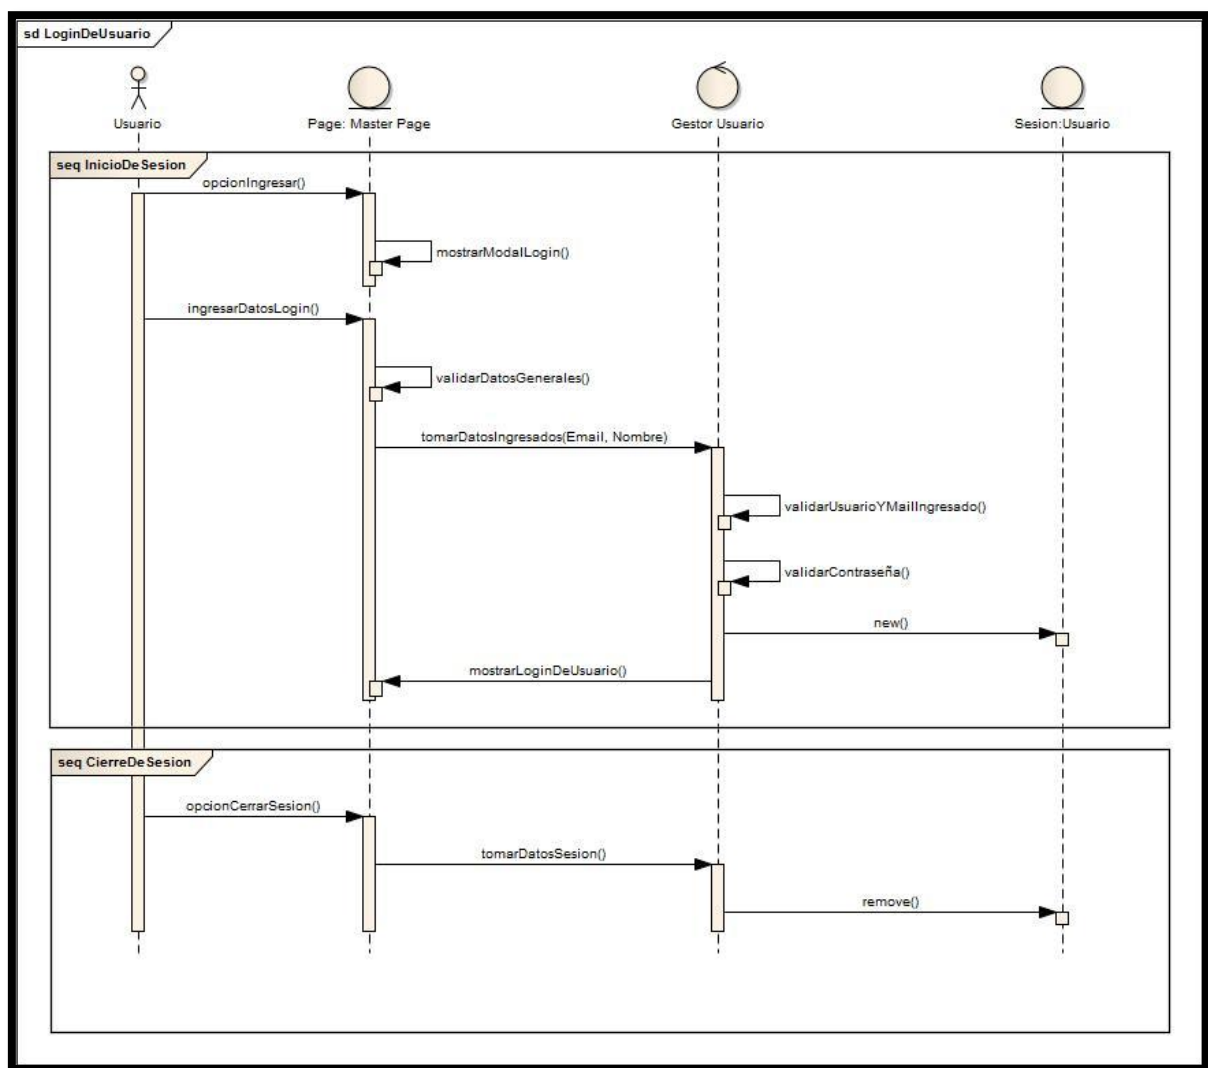 sd LoginDeUsuario
Usuario
Page: Master Page
Gestor Usuario
Sesion:Usuario
seq InicioDeSesion
opcionIngresar()
mostrarModalLogin()
ingresarDatosLogin()
validarDatosGenerales()
tomarDatosIngresados(Email, Nombre)
validarUsuarioYMailIngresado()
validarContraseña()
new()
mostrarLoginDeUsuario()
seq CierreDeSesion
opcionCerrarSesion()
tomarDatosSesion()
remove()